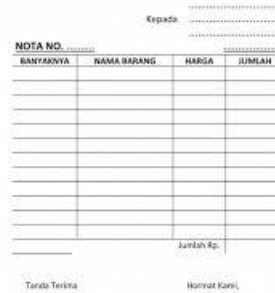 Kepada ....................
....................
....................
NOTA NO. ..........
BANYAKNYA NAMA BARANG HARGA JUMLAH
Jumlah Rp.
Tanda Terima Hormat Kami,